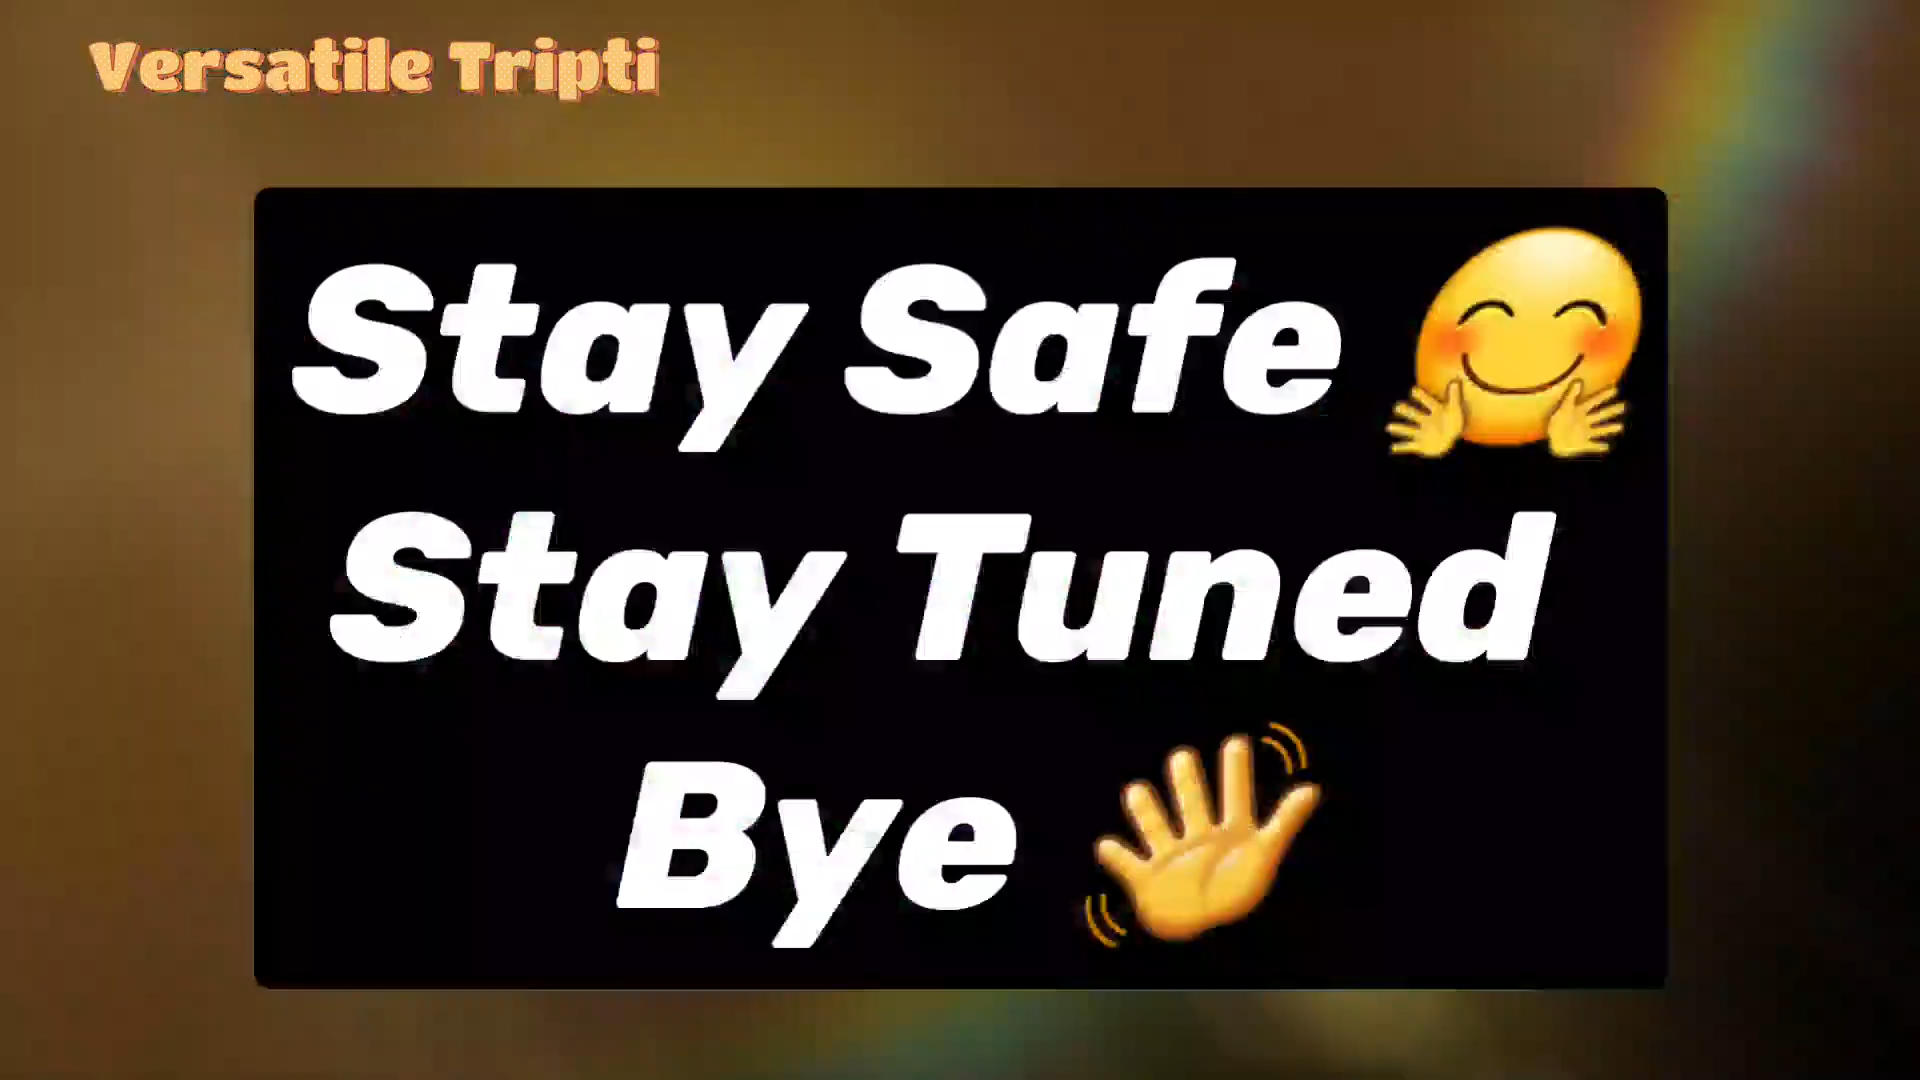 Versatile Tripti
Stay Safe 🤗
Stay Tuned
Bye 👋